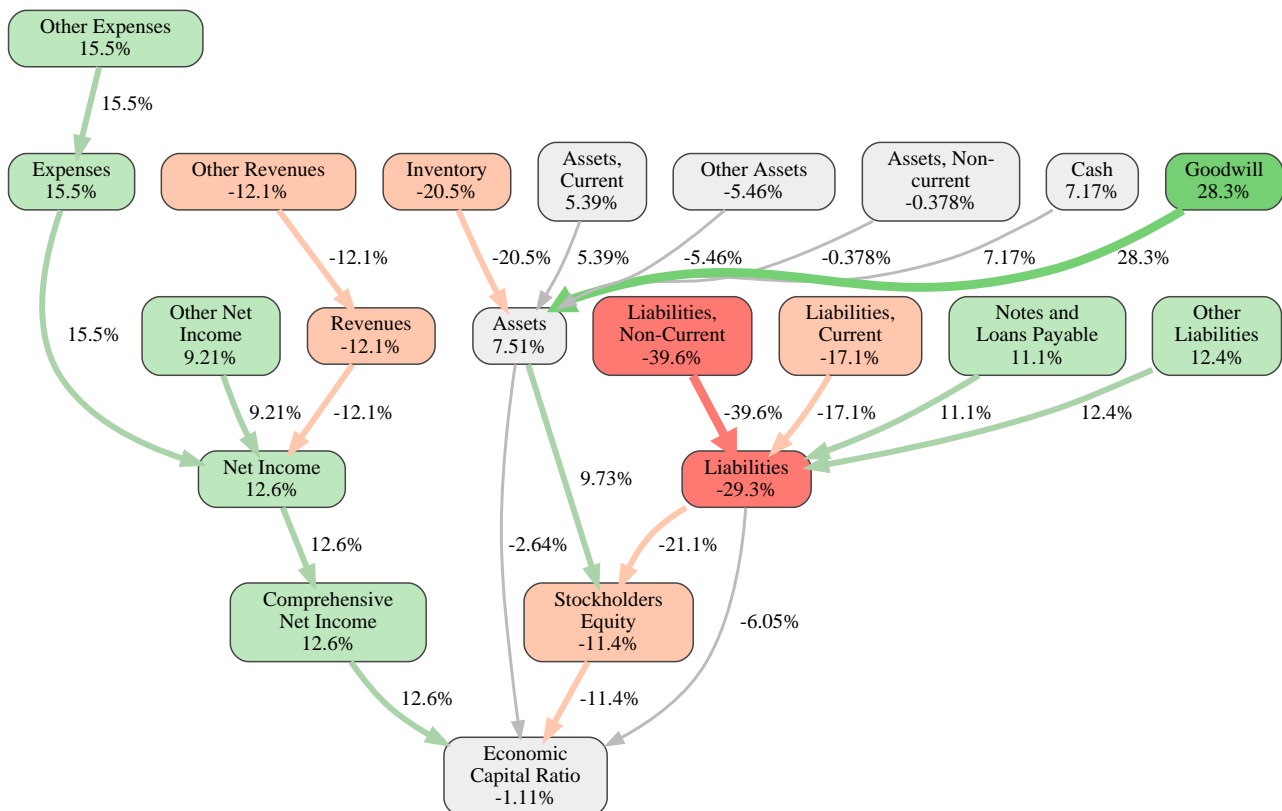 Other Expenses
15.5%
15.5%
Expenses
15.5%
Other Revenues
-12.1%
Inventory
-20.5%
Assets,
Current
5.39%
Other Assets
-5.46%
Assets, Non-
current
-0.378%
Cash
7.17%
Goodwill
28.3%
-12.1%
-20.5%
5.39%
-5.46%
-0.378%
7.17%
28.3%
15.5%
Other Net
Income
9.21%
Revenues
-12.1%
Assets
7.51%
Liabilities,
Non-Current
-39.6%
Liabilities,
Current
-17.1%
Notes and
Loans Payable
11.1%
Other
Liabilities
12.4%
9.21%
-12.1%
-39.6%
-17.1%
11.1%
12.4%
Net Income
12.6%
9.73%
Liabilities
-29.3%
12.6%
-2.64%
-21.1%
Comprehensive
Net Income
12.6%
Stockholders
Equity
-11.4%
-6.05%
12.6%
-11.4%
Economic
Capital Ratio
-1.11%